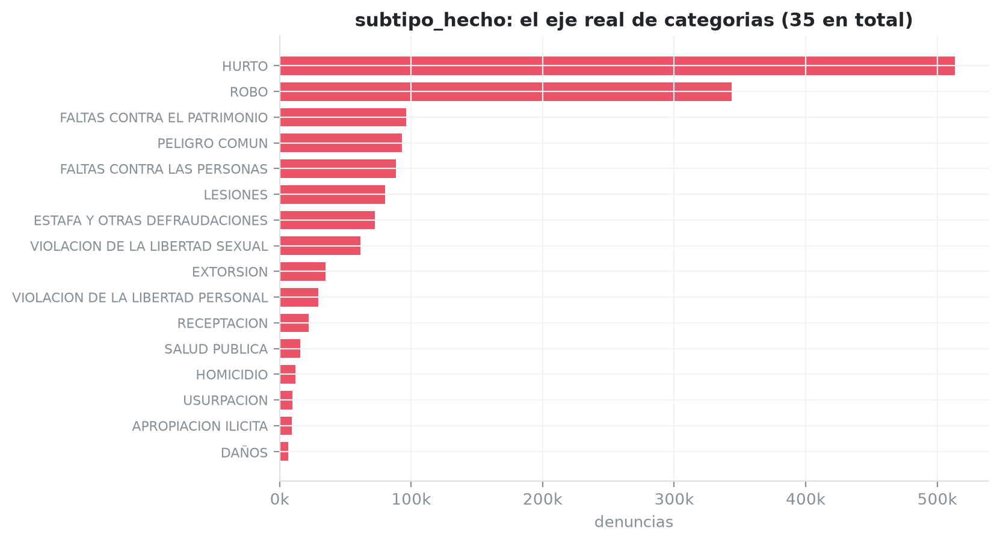 subtipo_hecho: el eje real de categorias (35 en total)
HURTO
ROBO
FALTAS CONTRA EL PATRIMONIO
PELIGRO COMUN
FALTAS CONTRA LAS PERSONAS
LESIONES
ESTAFA Y OTRAS DEFRAUDACIONES
VIOLACION DE LA LIBERTAD SEXUAL
EXTORSION
VIOLACION DE LA LIBERTAD PERSONAL
RECEPTACION
SALUD PUBLICA
HOMICIDIO
USURPACION
APROPIACION ILICITA
DAÑOS
0k 100k 200k 300k 400k 500k
denuncias